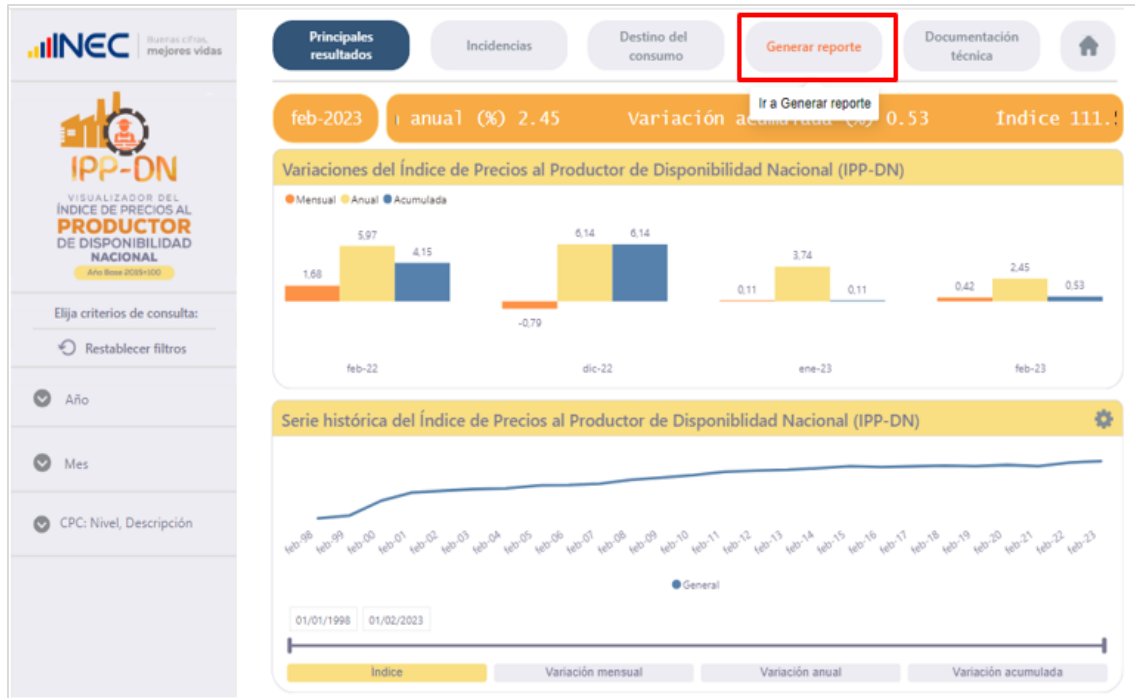 INEC
Buenas cifras,
mejores vidas
Principales
resultados
Incidencias
Destino del
consumo
Generar reporte
Documentación
técnica
Ir a Generar reporte
IPP-DN
VISUALIZADOR DEL
ÍNDICE DE PRECIOS AL
PRODUCTOR
DE DISPONIBILIDAD
NACIONAL
Año Base 2015=100
Elija criterios de consulta:
Restablecer filtros
Año
Mes
CPC: Nivel, Descripción
feb-2023
anual (%) 2.45 Variación acumulada (%) 0.53 Índice 111.
Variaciones del Índice de Precios al Productor de Disponibilidad Nacional (IPP-DN)
Mensual Anual Acumulada
1,68 5,97 4,15
-0,79 6,14 6,14
0,11 3,74 0,11
0,42 2,45 0,53
feb-22 dic-22 ene-23 feb-23
Serie histórica del Índice de Precios al Productor de Disponiblidad Nacional (IPP-DN)
feb-98 feb-99 feb-00 feb-01 feb-02 feb-03 feb-04 feb-05 feb-06 feb-07 feb-08 feb-09 feb-10 feb-11 feb-12 feb-13 feb-14 feb-15 feb-16 feb-17 feb-18 feb-19 feb-20 feb-21 feb-22 feb-23
General
01/01/1998 01/02/2023
Índice Variación mensual Variación anual Variación acumulada